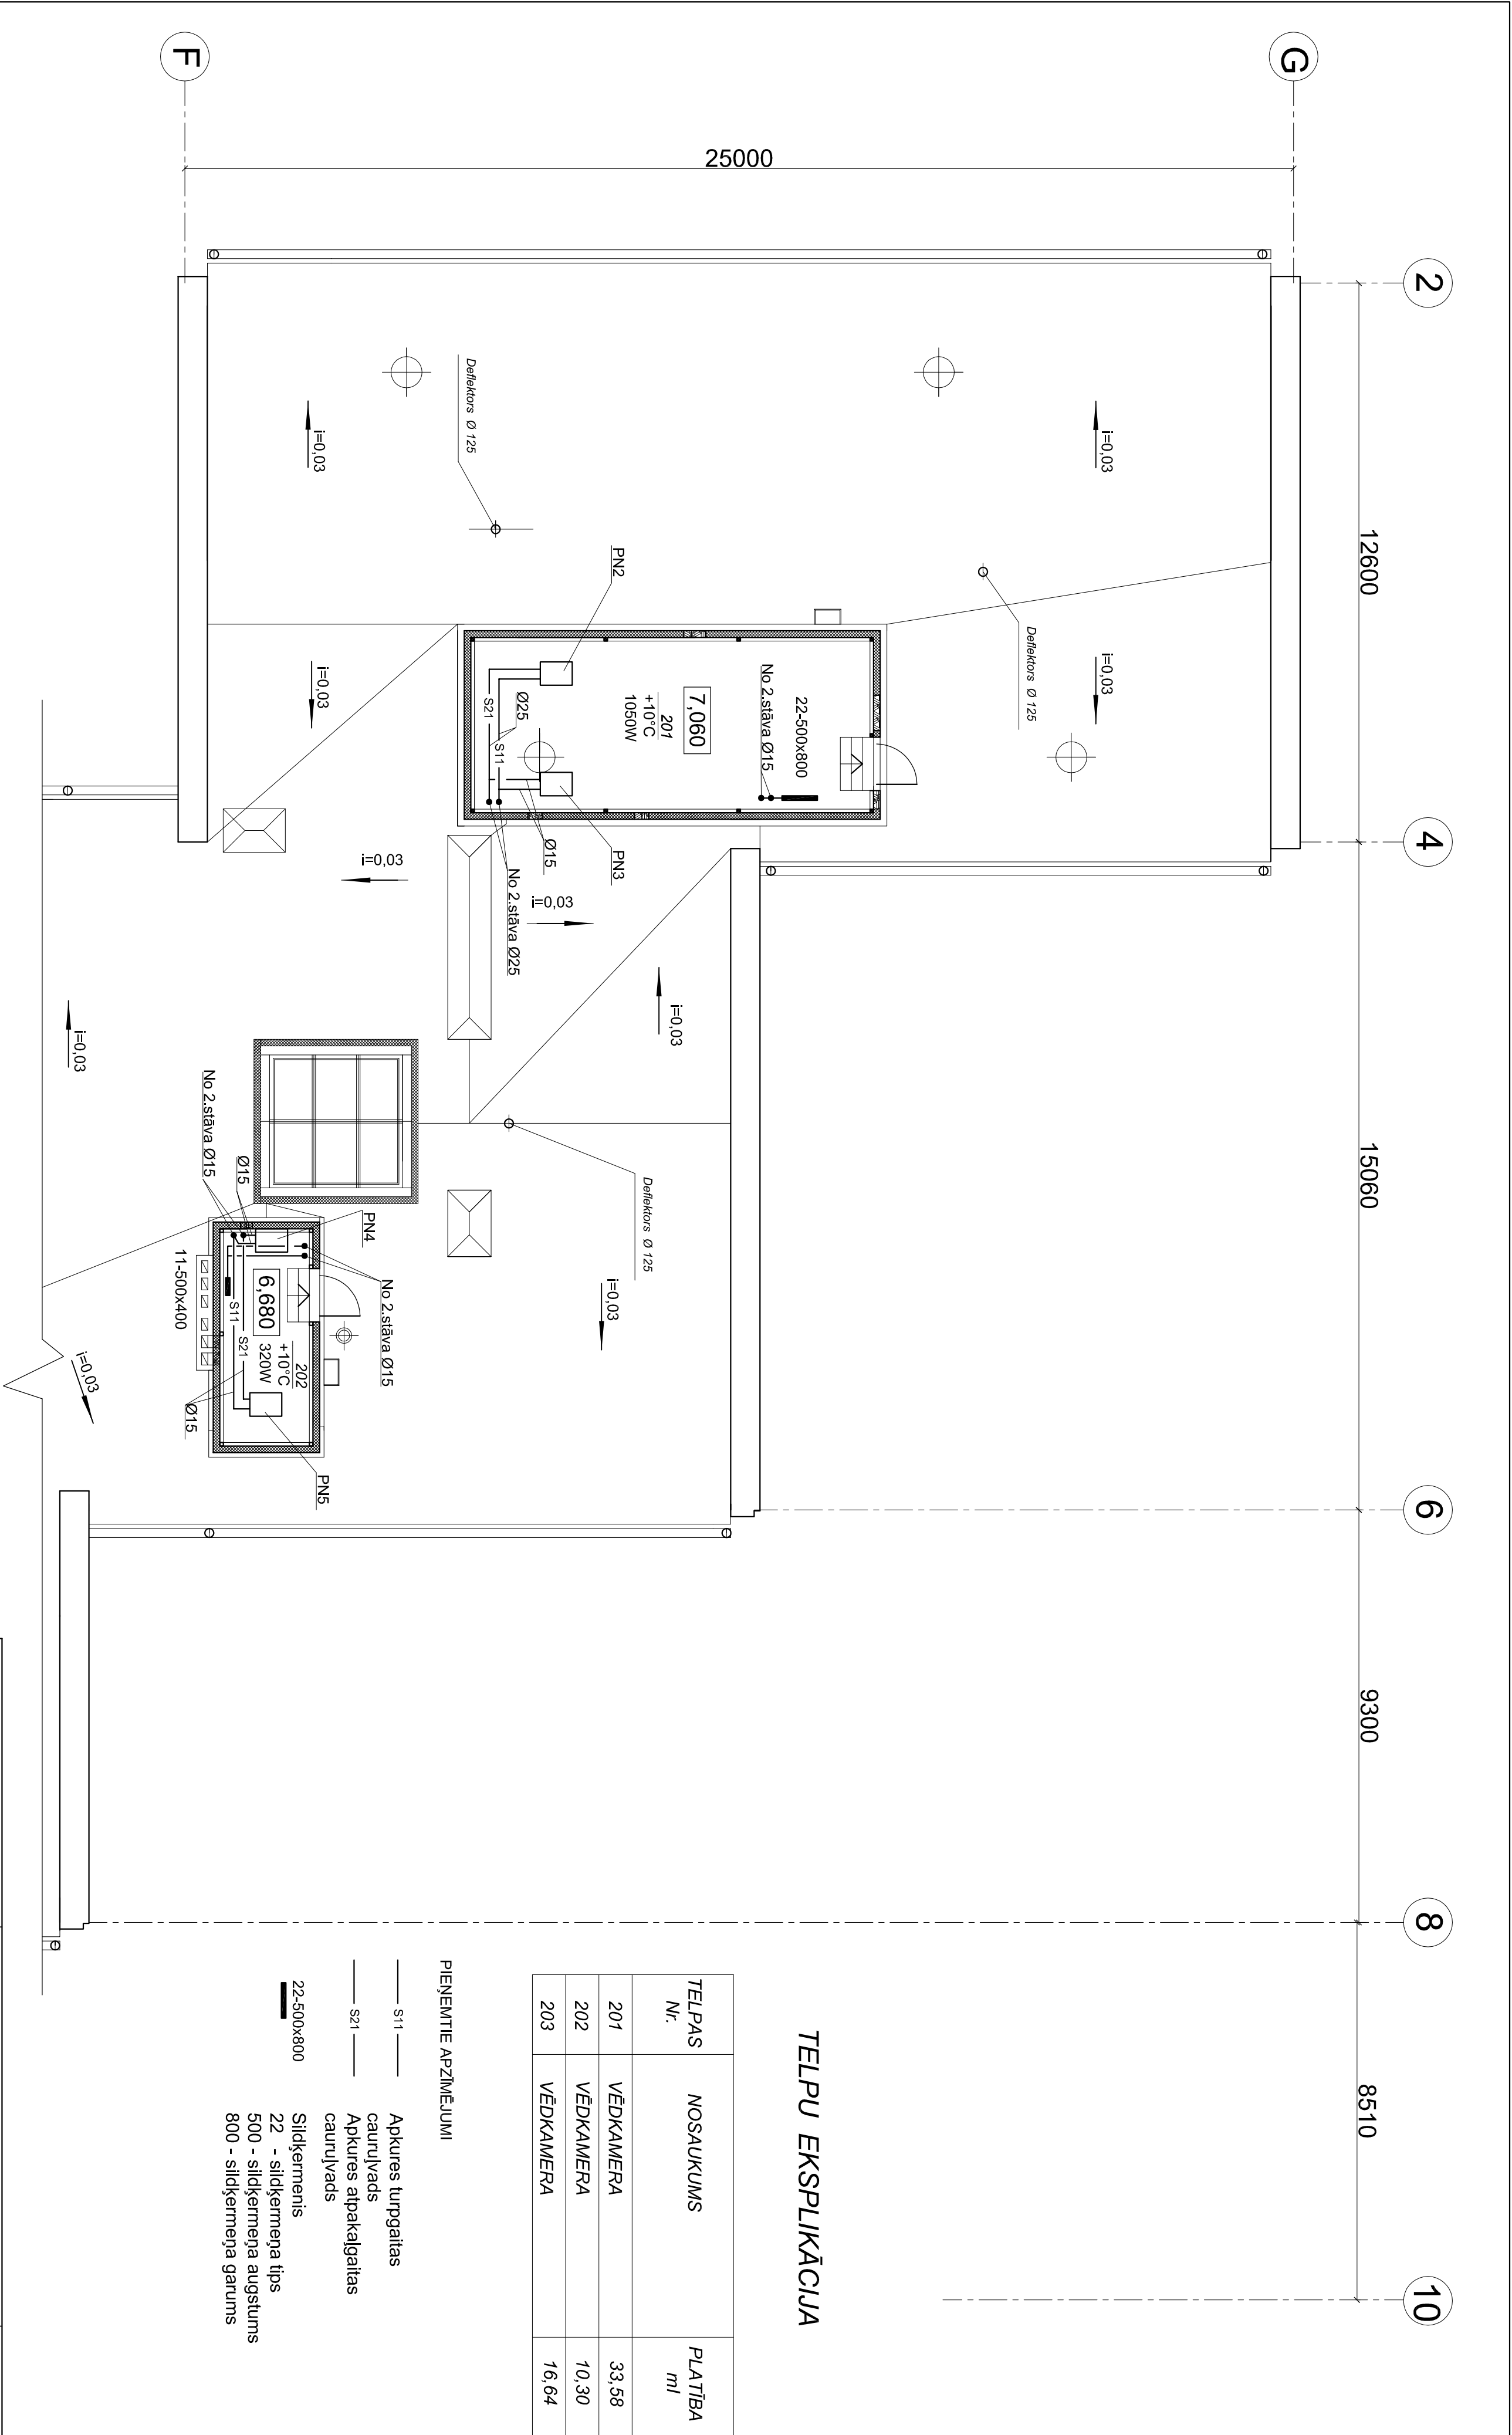 G
F
25000
2
4
6
8
10
12600
15060
9300
8510
i=0,03
i=0,03
i=0,03
i=0,03
Deflektors Ø 125
Deflektors Ø 125
PN2
22-500x800
No 2.stāva Ø15
7,060
201
+10°C
1050W
Ø25
S21
S11
PN3
Ø15
No 2.stāva Ø25
i=0,03
i=0,03
i=0,03
i=0,03
Deflektors Ø 125
i=0,03
No 2.stāva Ø15
Ø15
PN4
No 2.stāva Ø15
11-500x400
6,680
202
+10°C
320W
S11
S21
Ø15
PN5
i=0,03
TELPU EKSPLIKĀCIJA
TELPAS Nr. NOSAUKUMS PLATĪBA mI
201 VĒDKAMERA 33,58
202 VĒDKAMERA 10,30
203 VĒDKAMERA 16,64
PIEŅEMTIE APZĪMĒJUMI
S11 Apkures turpgaitas
cauruļvads
S21 Apkures atpakaļgaitas
cauruļvads
22-500x800 Sildķermenis
22 - sildķermeņa tips
500 - sildķermeņa augstums
800 - sildķermeņa garums